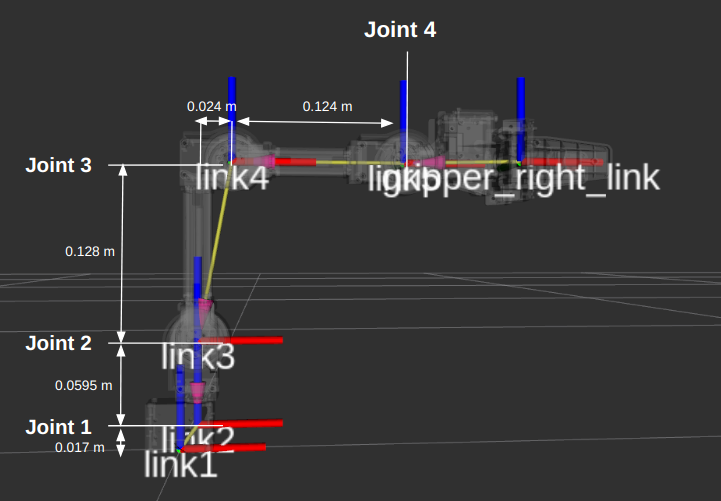 Joint 4
0.024 m
0.124 m
Joint 3
link4
gripper_right_link
0.128 m
Joint 2
link3
0.0595 m
Joint 1
link2
0.017 m
link1